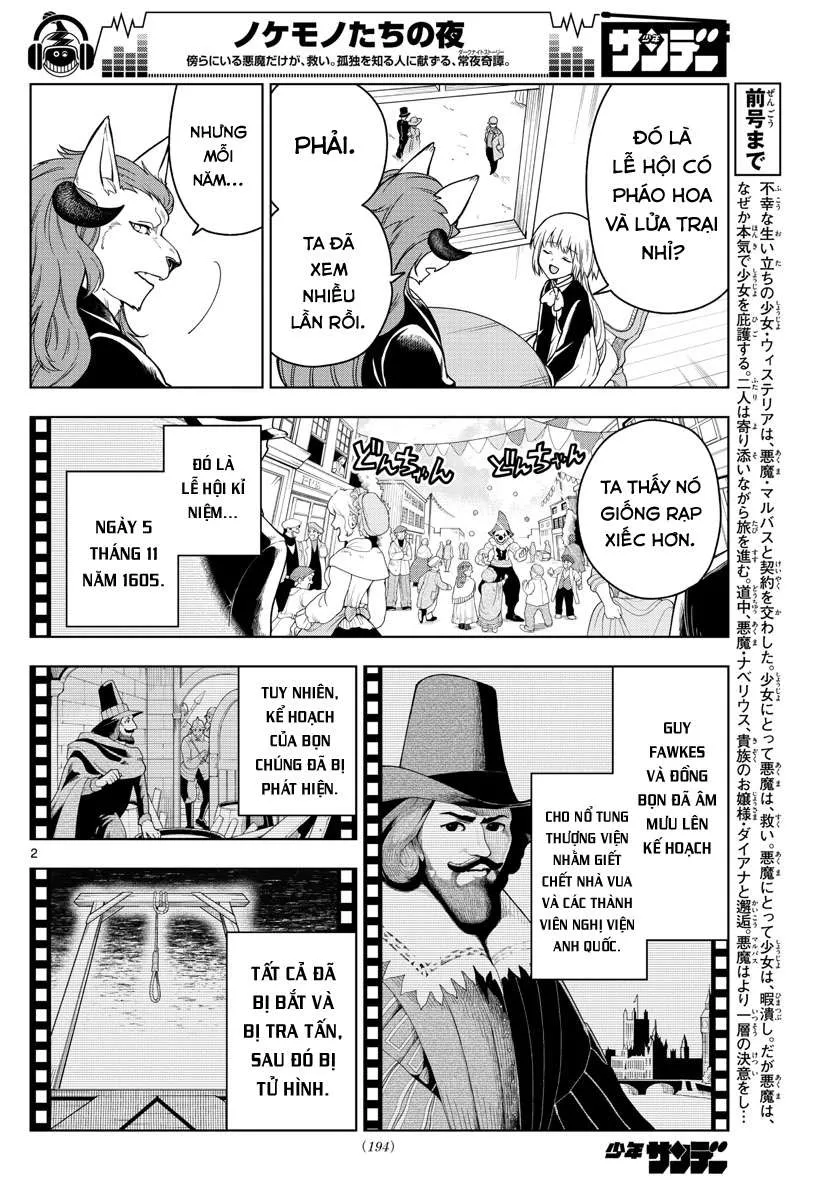 ノケモノたちの夜
ダークナイトストーリー
傍らにいる悪魔だけが、救い。孤独を知る人に献ずる、常夜奇譚。
少年サンデー
前号まで
不幸な生い立ちの少女・ウィステリアは、悪魔・マルバスと契約を交わした。少女にとって悪魔は、救い。悪魔にとって少女は、暇潰し。だが悪魔は、
なぜか本気で少女を庇護する。二人は寄り添いながら旅を進む。道中、悪魔・ナベリウス、貴族のお嬢様・ダイアナと邂逅。悪魔はより一層の決意をし…
ĐÓ LÀ
LỄ HỘI CÓ
PHÁO HOA
VÀ LỬA TRẠI
NHỈ?
PHẢI.
TA ĐÃ
XEM
NHIỀU
LẦN RỒI.
NHƯNG
MỖI
NĂM...
TA THẤY NÓ
GIỐNG RẠP
XIẾC HƠN.
どんちゃん
どんちゃん
ĐÓ LÀ
LỄ HỘI KỈ
NIỆM...
NGÀY 5
THÁNG 11
NĂM 1605.
GUY
FAWKES
VÀ ĐỒNG
BỌN ĐÃ ÂM
MƯU LÊN
KẾ HOẠCH
CHO NỔ TUNG
THƯỢNG VIỆN
NHẰM GIẾT
CHẾT NHÀ VUA
VÀ CÁC THÀNH
VIÊN NGHỊ VIỆN
ANH QUỐC.
TUY NHIÊN,
KẾ HOẠCH
CỦA BỌN
CHÚNG ĐÃ BỊ
PHÁT HIỆN.
2
TẤT CẢ ĐÃ
BỊ BẮT VÀ
BỊ TRA TẤN,
SAU ĐÓ BỊ
TỬ HÌNH.
(194)
少年サンデー